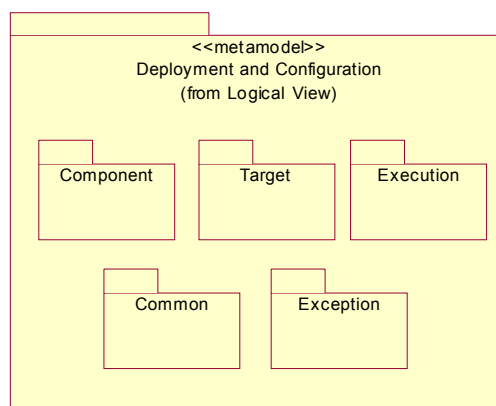 <<metamodel>>
Deployment and Configuration
(from Logical View)
Component
Target
Execution
Common
Exception